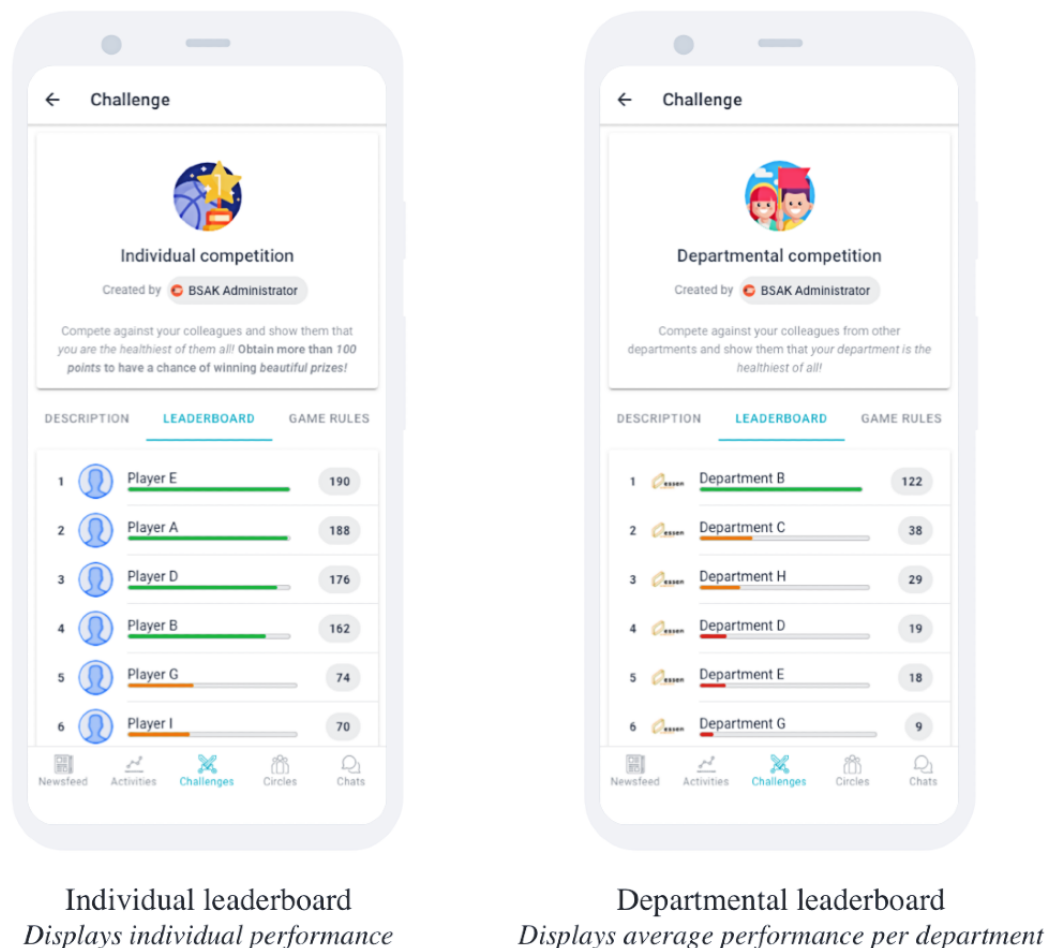 Challenge
Individual competition
Created by BSAK Administrator
Compete against your colleagues and show them that
you are the healthiest of them all! Obtain more than 100
points to have a chance of winning beautiful prizes!
DESCRIPTION LEADERBOARD GAME RULES
1 Player E 190
2 Player A 188
3 Player D 176
4 Player B 162
5 Player G 74
6 Player I 70
Newsfeed Activities Challenges Circles Chats
Individual leaderboard
Displays individual performance
Challenge
Departmental competition
Created by BSAK Administrator
Compete against your colleagues from other
departments and show them that your department is the
healthiest of all!
DESCRIPTION LEADERBOARD GAME RULES
1 essen Department B 122
2 essen Department C 38
3 essen Department H 29
4 essen Department D 19
5 essen Department E 18
6 essen Department G 9
Newsfeed Activities Challenges Circles Chats
Departmental leaderboard
Displays average performance per department